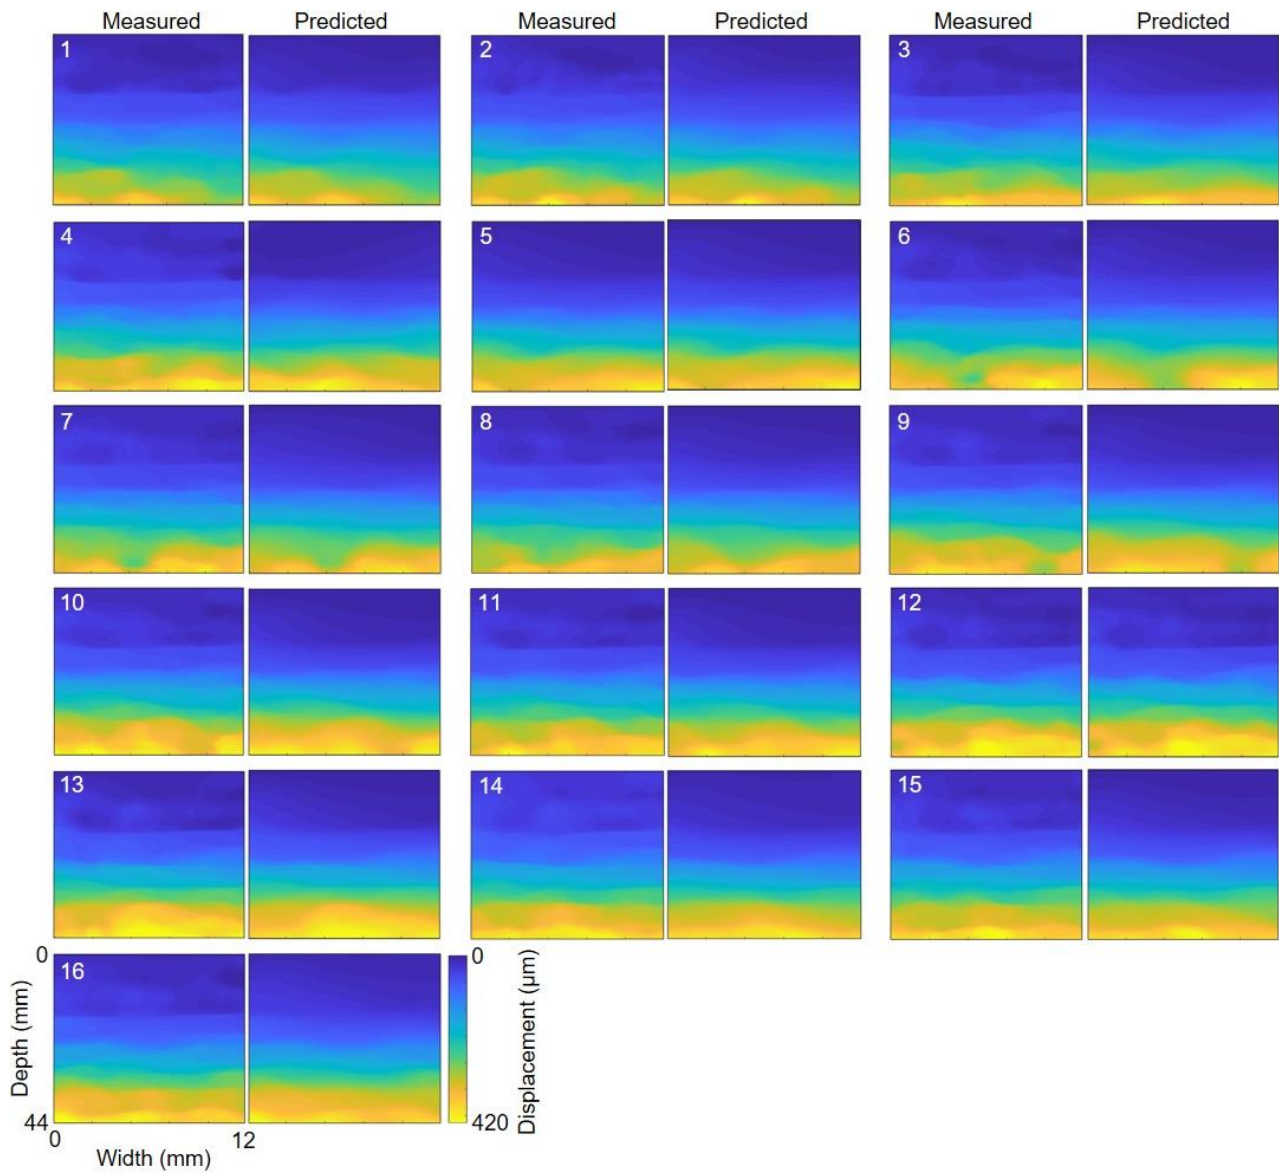 Measured Predicted Measured Predicted Measured Predicted
1 2 3
4 5 6
7 8 9
10 11 12
13 14 15
16
0
Depth (mm)
44
0 12
Width (mm)
0
Displacement (µm)
420